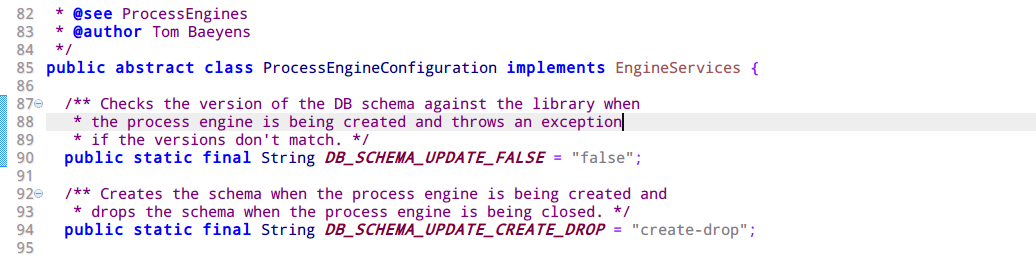 82  * @see ProcessEngines
83  * @author Tom Baeyens
84  */
85 public abstract class ProcessEngineConfiguration implements EngineServices {
86
87   /** Checks the version of the DB schema against the library when
88    * the process engine is being created and throws an exception
89    * if the versions don't match. */
90   public static final String DB_SCHEMA_UPDATE_FALSE = "false";
91
92   /** Creates the schema when the process engine is being created and
93    * drops the schema when the process engine is being closed. */
94   public static final String DB_SCHEMA_UPDATE_CREATE_DROP = "create-drop";
95